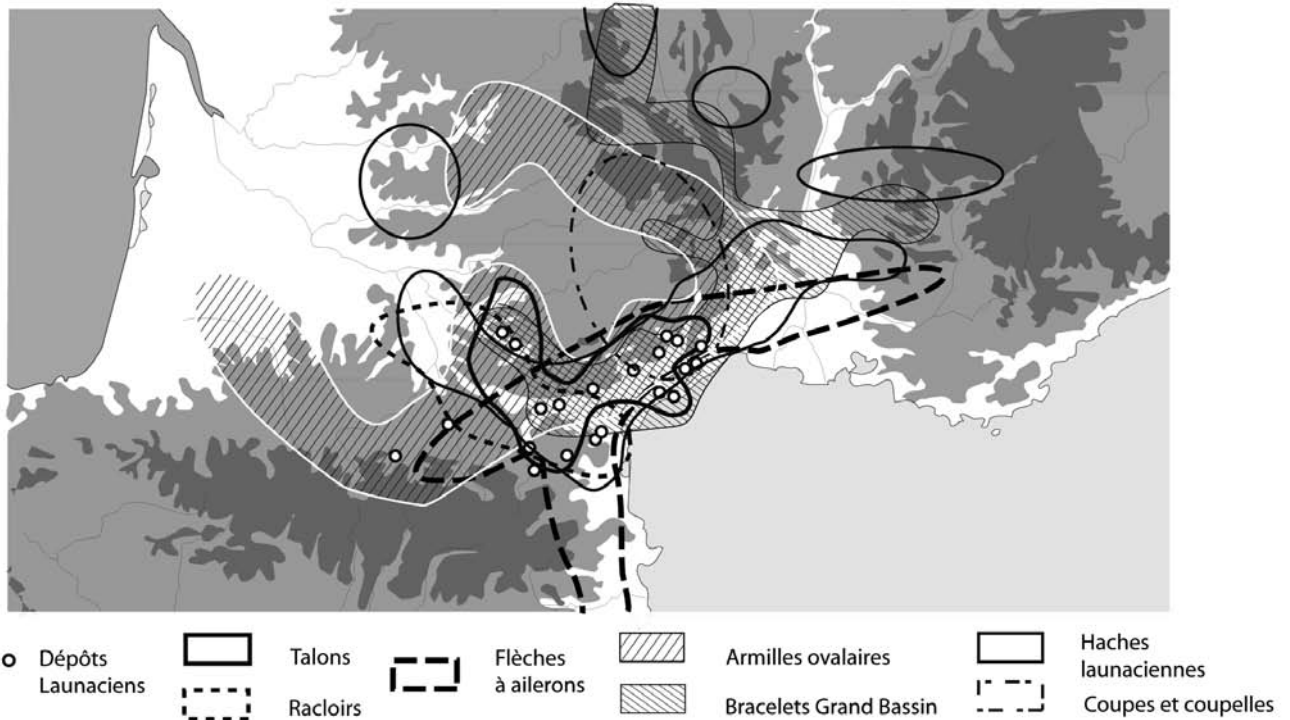 Dépôts
Launaciens
Talons
Racloirs
Flèches
à ailerons
Armilles ovalaires
Bracelets Grand Bassin
Haches
launaciennes
Coupes et coupelles